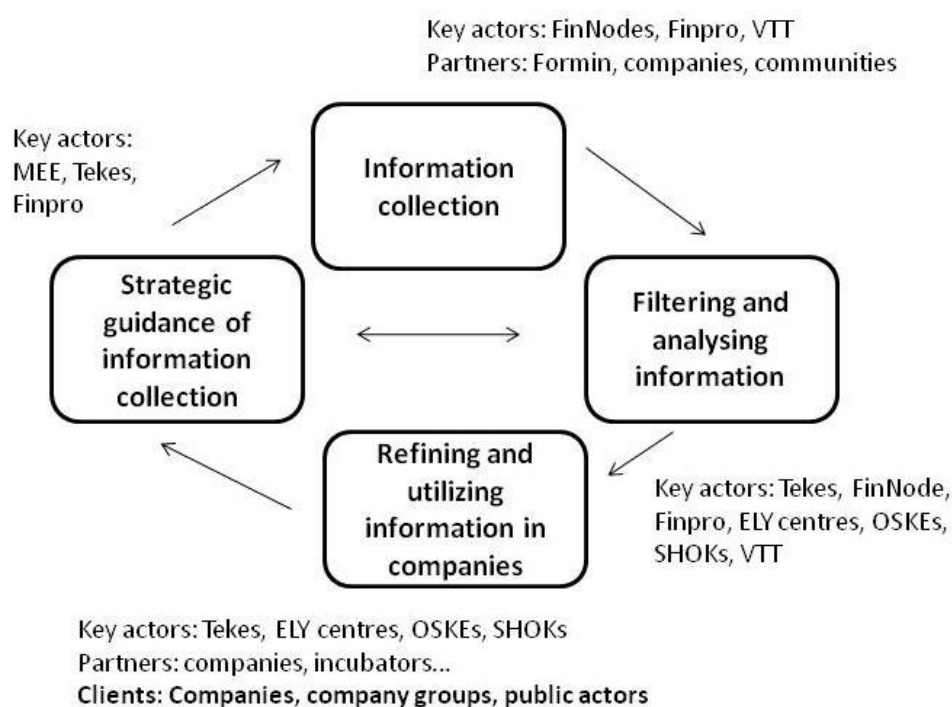 Key actors: FinNodes, Finpro, VTT
Partners: Formin, companies, communities
Key actors:
MEE, Tekes,
Finpro
Information
collection
Strategic
guidance of
information
collection
Filtering and
analysing
information
Refining and
utilizing
information in
companies
Key actors: Tekes, FinNode,
Finpro, ELY centres, OSKEs,
SHOKs, VTT
Key actors: Tekes, ELY centres, OSKEs, SHOKs
Partners: companies, incubators...
Clients: Companies, company groups, public actors